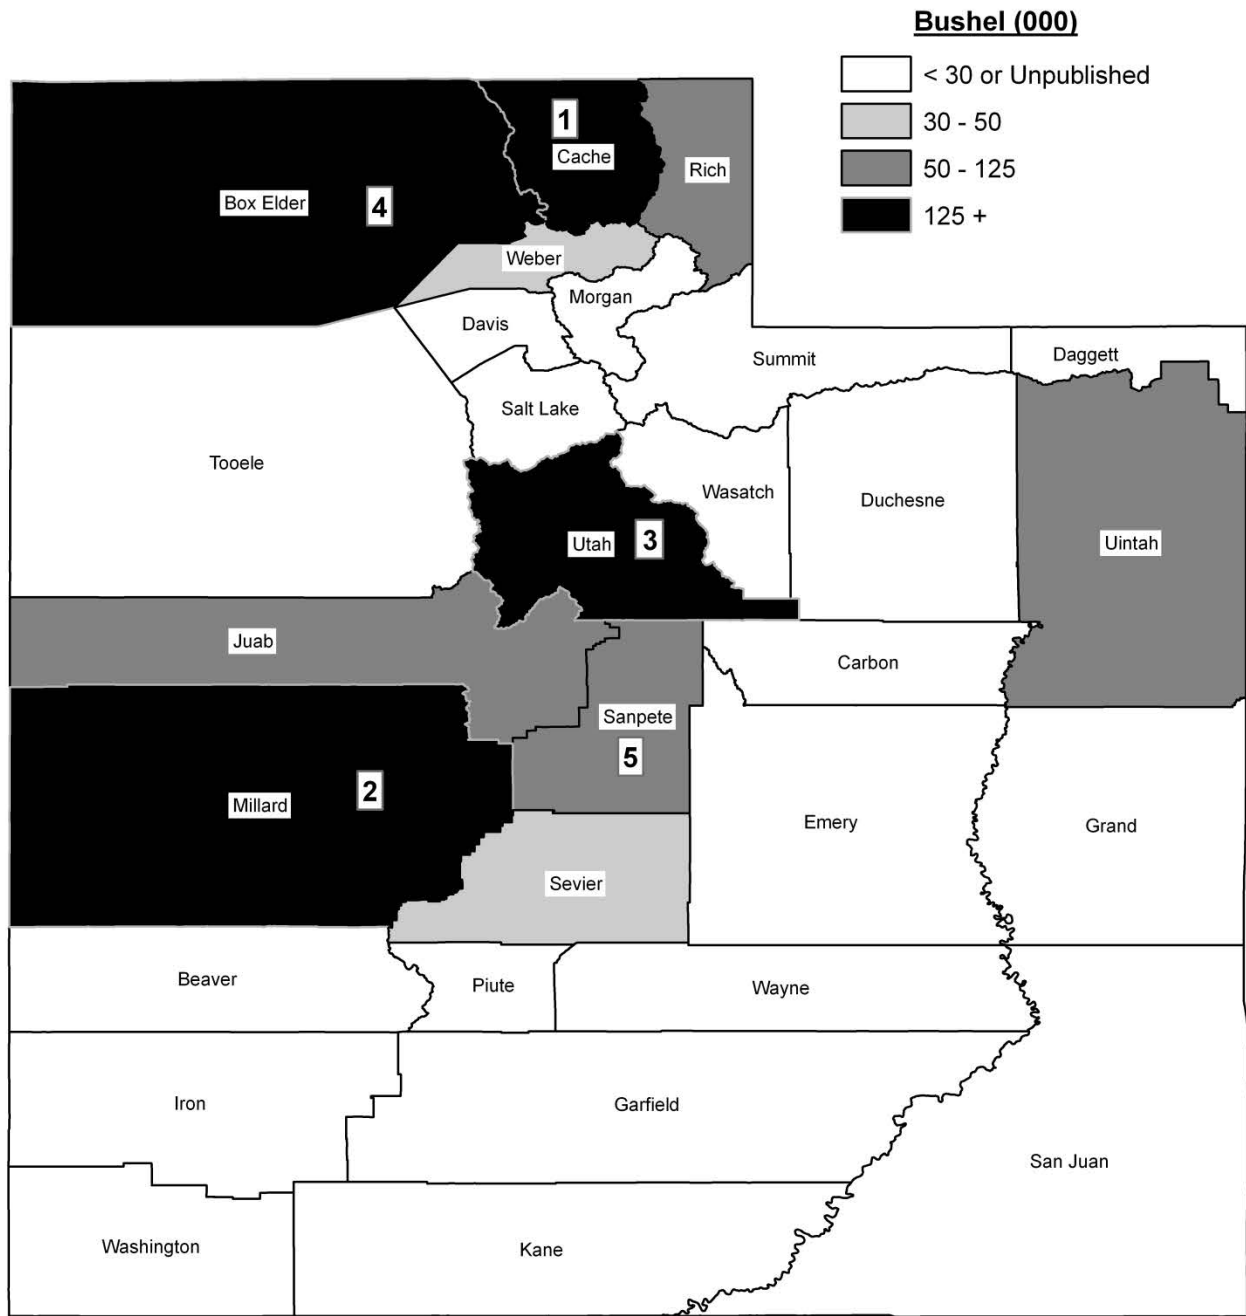 Bushel (000)
< 30 or Unpublished
30 - 50
50 - 125
125 +
1
Cache
Rich
Box Elder
4
Weber
Morgan
Davis
Summit
Daggett
Salt Lake
Tooele
Wasatch
Duchesne
Utah
3
Uintah
Juab
Carbon
Sanpete
5
Millard
2
Emery
Grand
Sevier
Beaver
Piute
Wayne
Iron
Garfield
San Juan
Washington
Kane